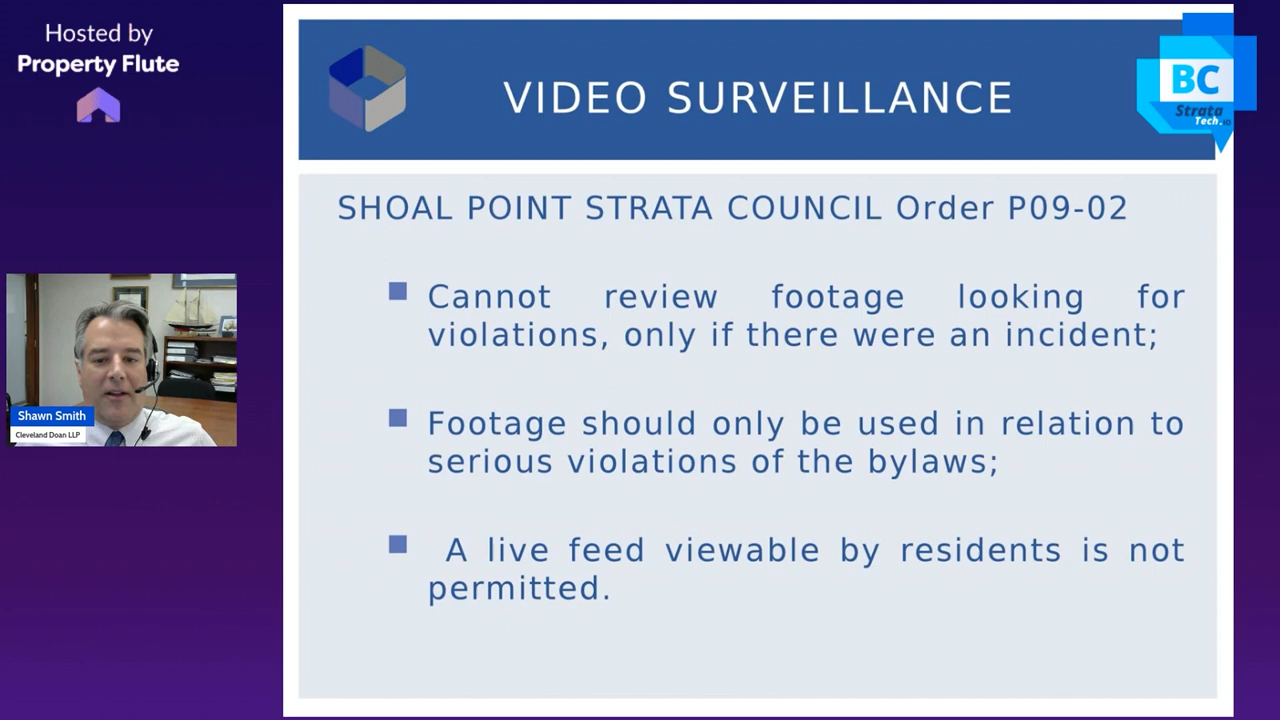 Hosted by
Property Flute
VIDEO SURVEILLANCE
BC
Strata
Tech.io
SHOAL POINT STRATA COUNCIL Order P09-02
Cannot review footage looking for
violations, only if there were an incident;
Footage should only be used in relation to
serious violations of the bylaws;
A live feed viewable by residents is not
permitted.
Shawn Smith
Cleveland Doan LLP